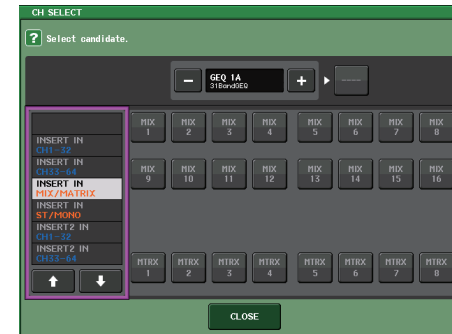 CH SELECT
? Select candidate.
− GEQ 1A + ----
31BandGEQ
INSERT IN
CH1-32
INSERT IN
CH33-64
INSERT IN
MIX/MATRIX
INSERT IN
ST/MONO
INSERT2 IN
CH1-32
INSERT2 IN
CH33-64
MIX 1
MIX 2
MIX 3
MIX 4
MIX 5
MIX 6
MIX 7
MIX 8
MIX 9
MIX 10
MIX 11
MIX 12
MIX 13
MIX 14
MIX 15
MIX 16
MTRX 1
MTRX 2
MTRX 3
MTRX 4
MTRX 5
MTRX 6
MTRX 7
MTRX 8
CLOSE